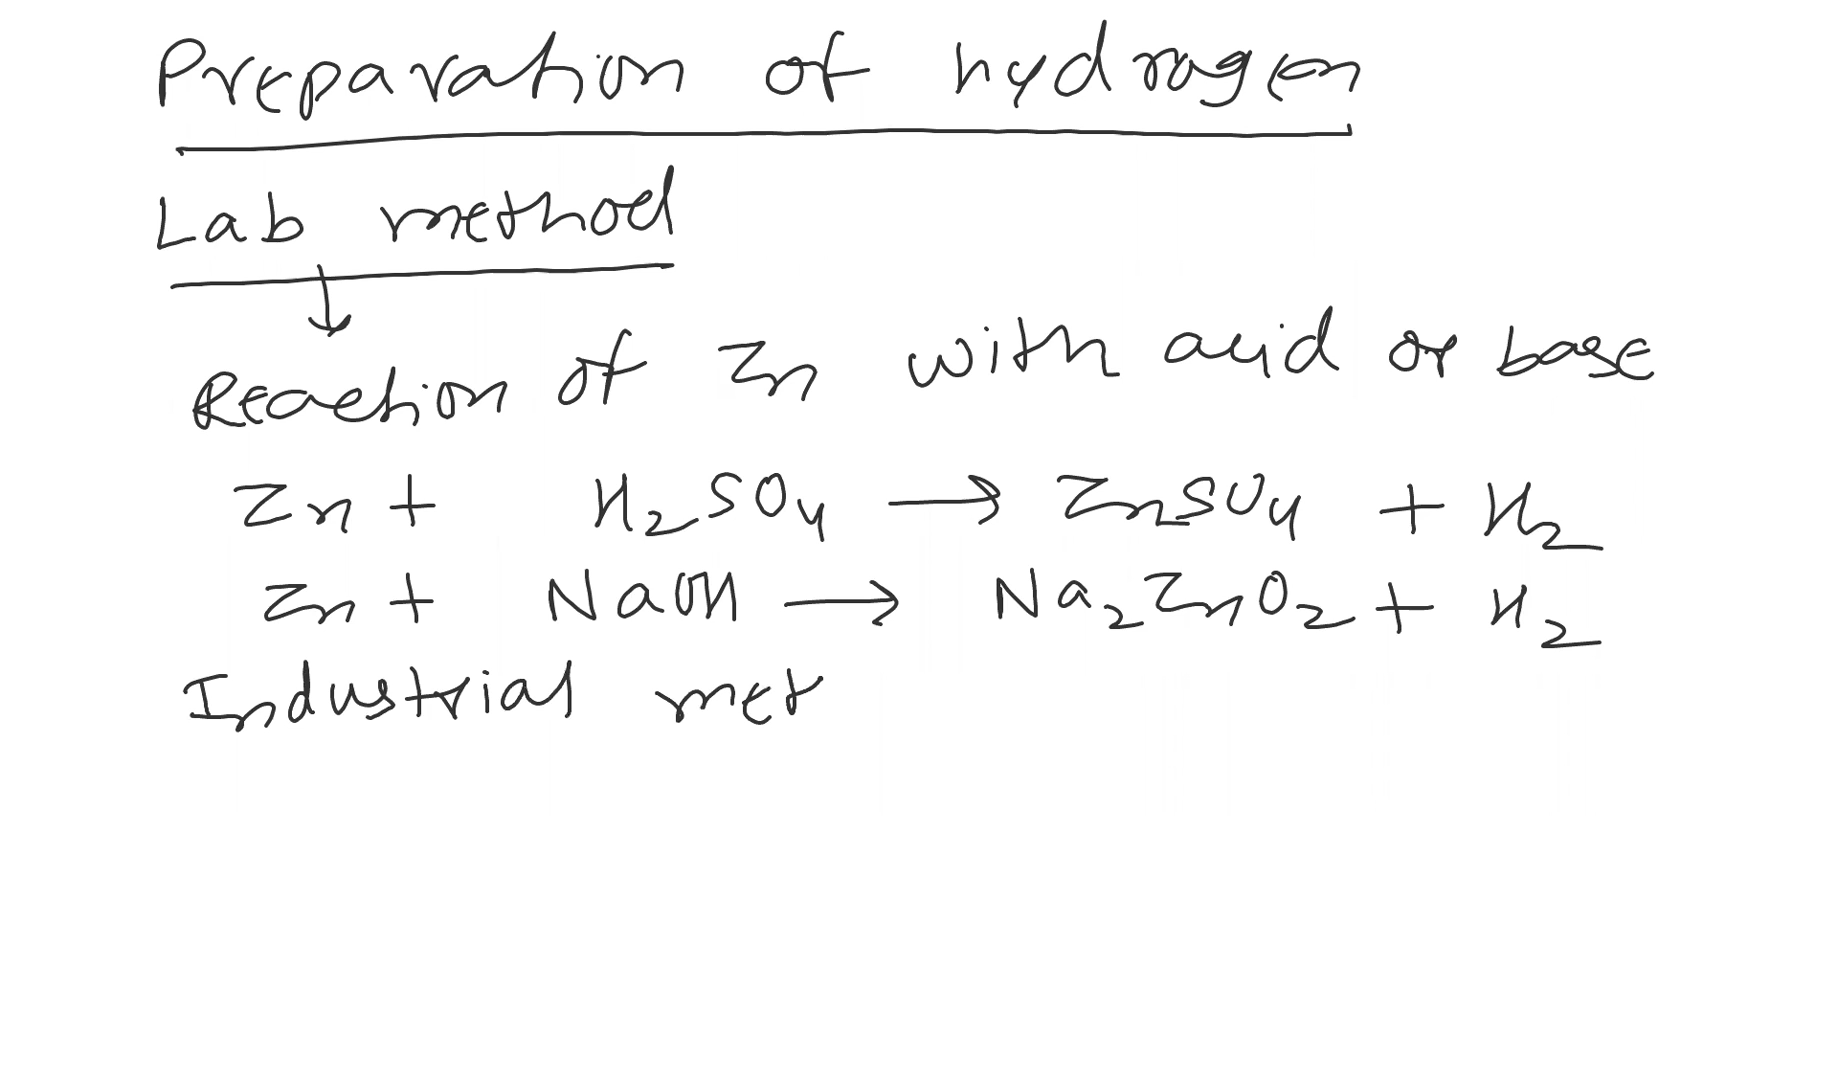 Preparation of hydrogen
Lab method
Reaction of Zn with acid or base
Zn + H₂SO₄ → ZnSO₄ + H₂
Zn + NaOH → Na₂ZnO₂ + H₂
Industrial met